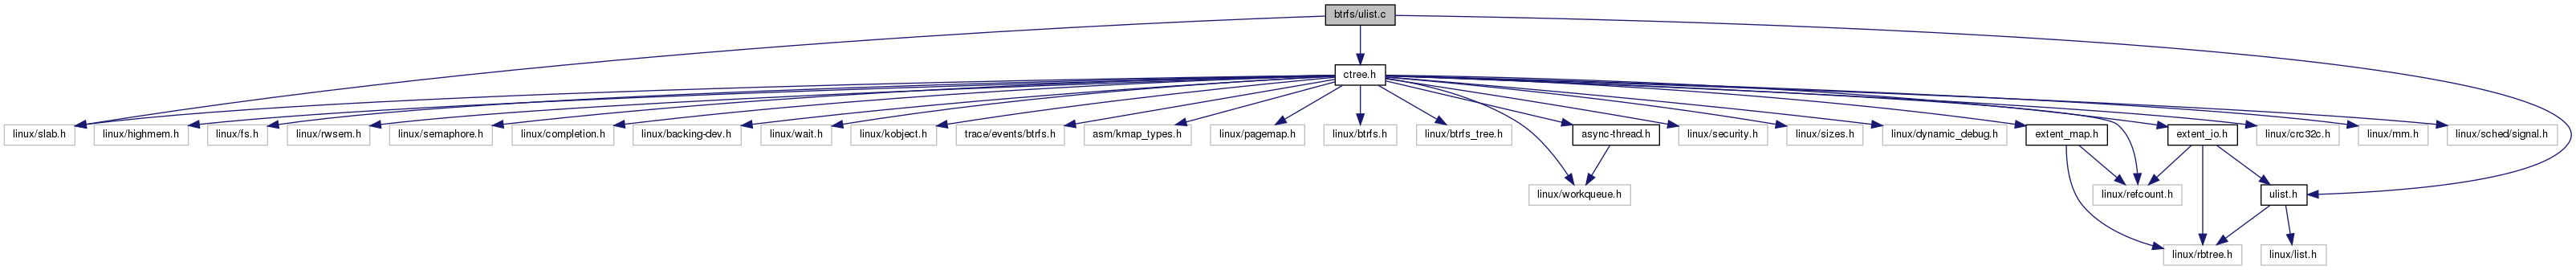 btrfs/ulist.c
ctree.h
linux/slab.h
linux/highmem.h
linux/fs.h
linux/rwsem.h
linux/semaphore.h
linux/completion.h
linux/backing-dev.h
linux/wait.h
linux/kobject.h
trace/events/btrfs.h
asm/kmap_types.h
linux/pagemap.h
linux/btrfs.h
linux/btrfs_tree.h
async-thread.h
linux/security.h
linux/sizes.h
linux/dynamic_debug.h
extent_map.h
extent_io.h
linux/crc32c.h
linux/mm.h
linux/sched/signal.h
linux/workqueue.h
linux/refcount.h
ulist.h
linux/rbtree.h
linux/list.h